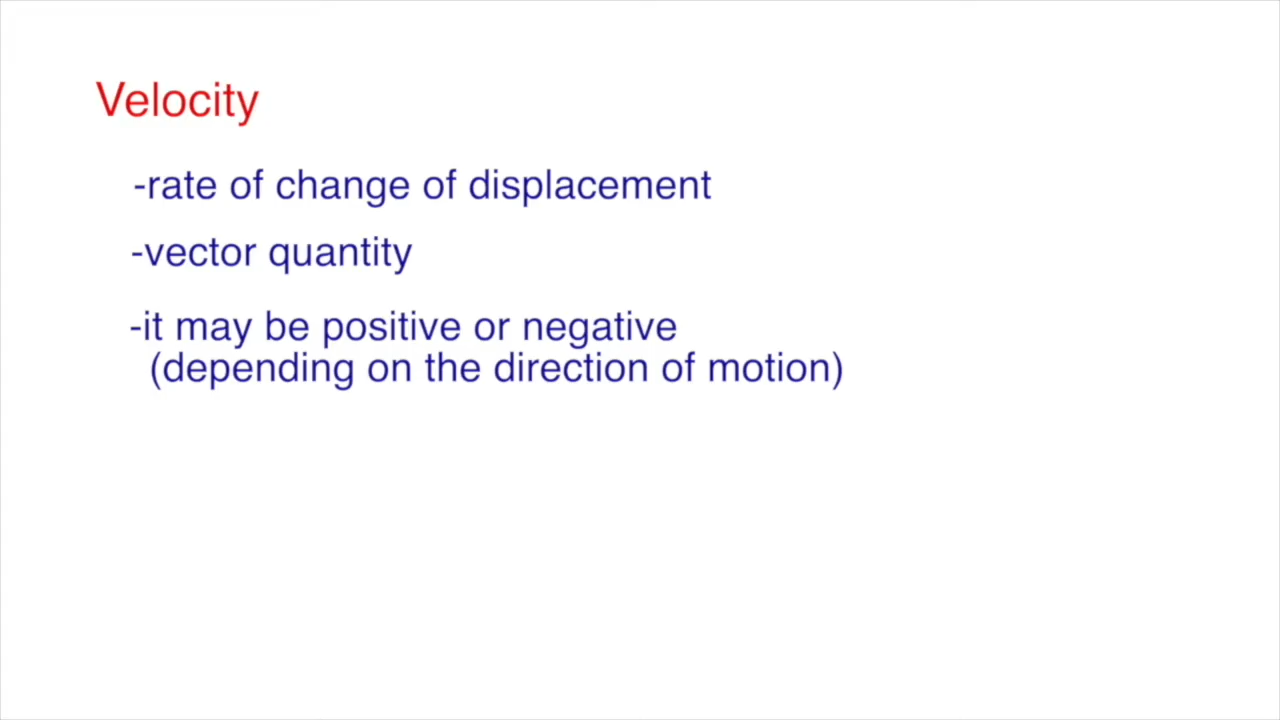 Velocity
-rate of change of displacement
-vector quantity
-it may be positive or negative
(depending on the direction of motion)